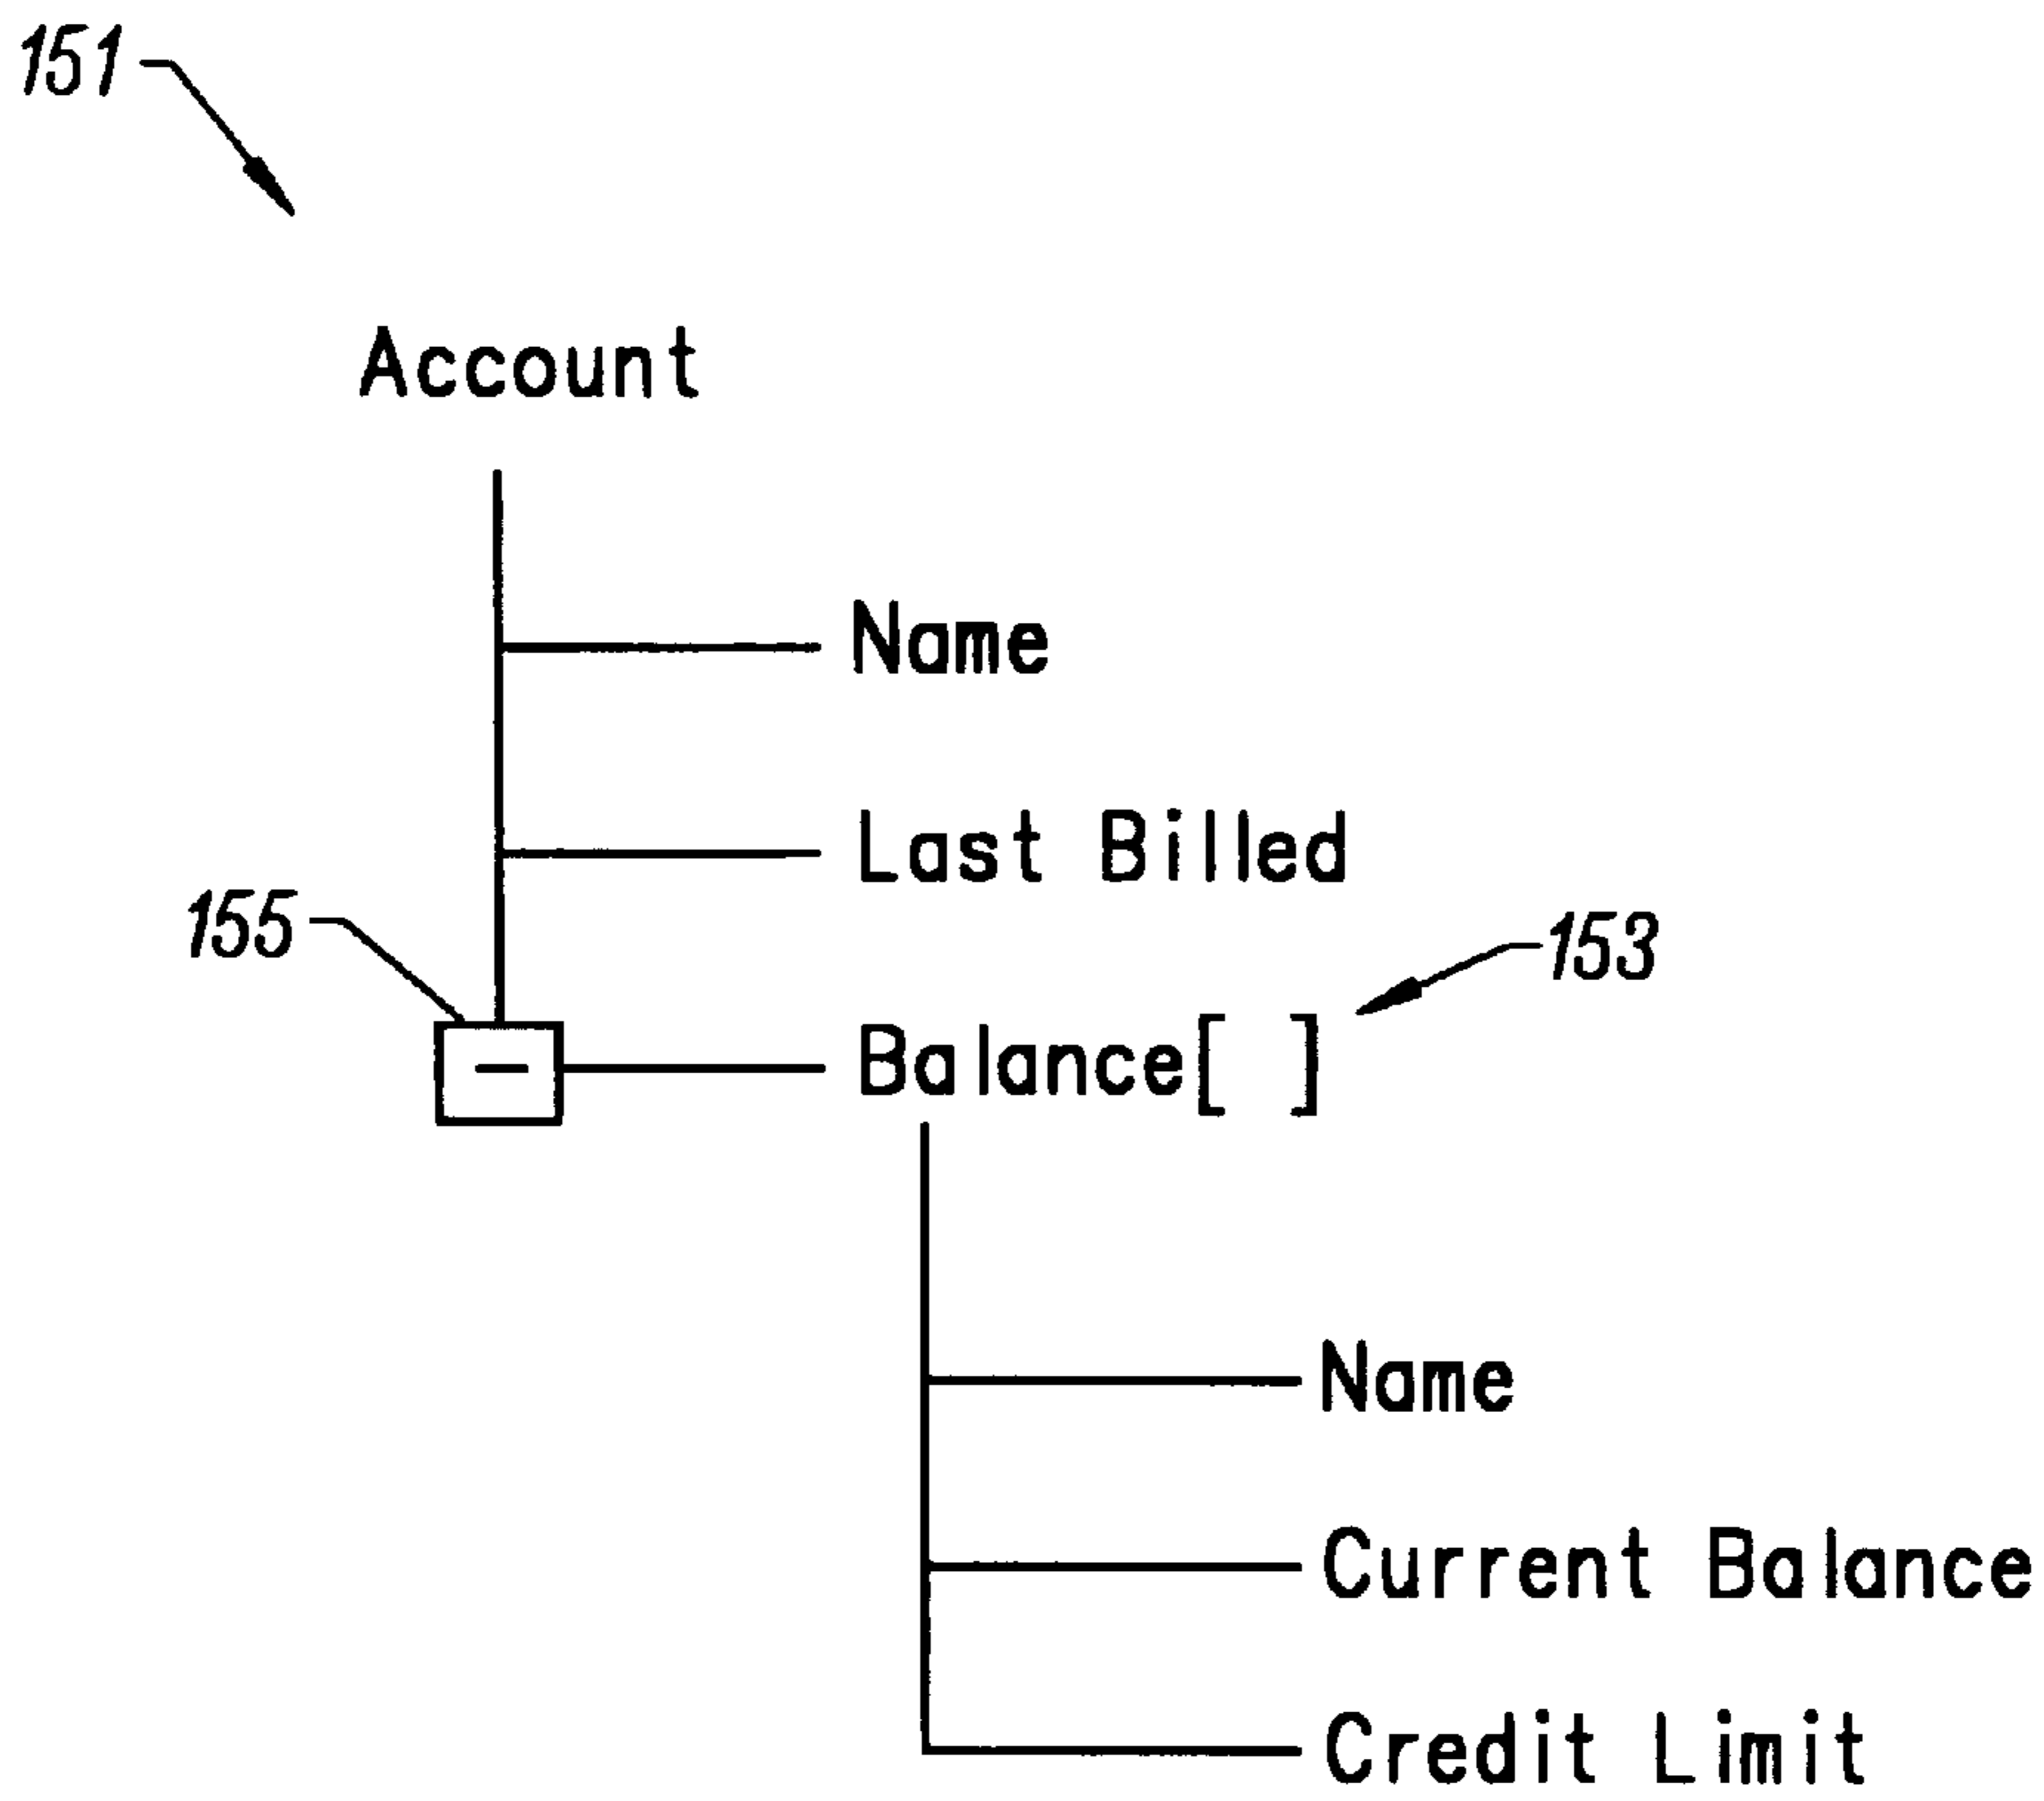 151
Account
Name
Last Billed
155
153
Balance[ ]
Name
Current Balance
Credit Limit